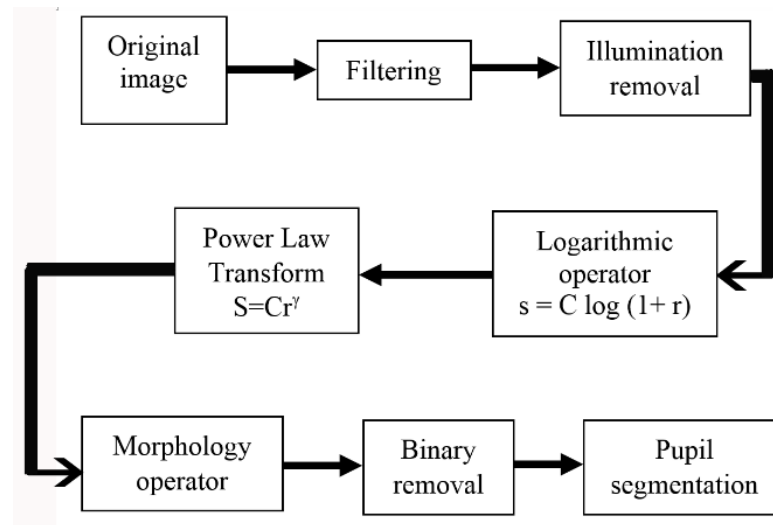 Original
image
Filtering
Illumination
removal
Power Law
Transform
S=Crᵞ
Logarithmic
operator
s = C log (1+ r)
Morphology
operator
Binary
removal
Pupil
segmentation